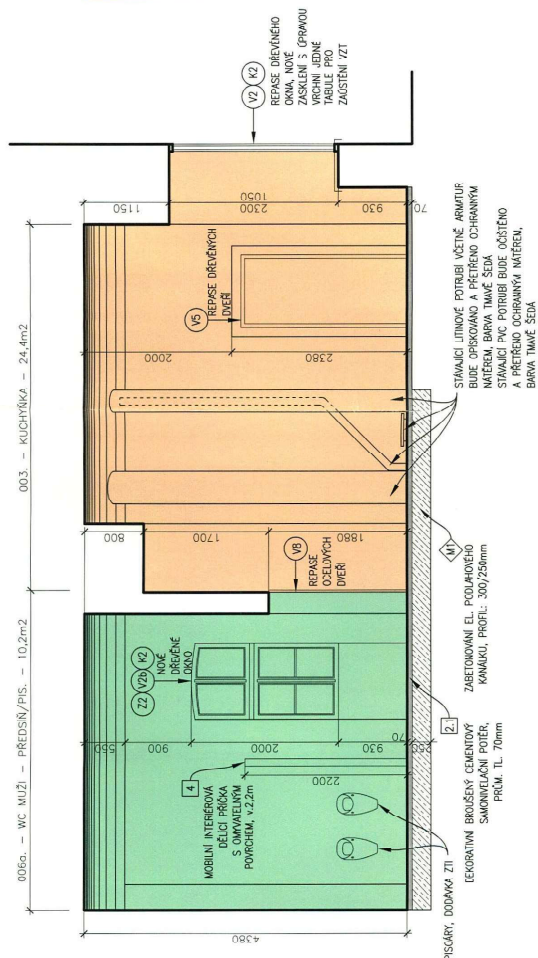 006a. – WC MUŽI – PŘEDSÍŇ/PIS. – 10,2m2
003. – KUCHYŇKA – 24,4m2
4380
550
900
2000
930
70
250
2200
800
1700
1880
2000
2380
1150
2300
1050
930
70
4
MOBILNÍ INTERIÉROVÁ
DĚLICÍ PŘÍČKA
S OMYVATELNÝM
POVRCHEM, v.2,2m
Z2 V2b K2
NOVÉ
DŘEVĚNÉ
OKNO
V8
REPASE
OCELOVÝCH
DVEŘÍ
V5
REPASE DŘEVĚNÝCH
DVEŘÍ
V2 K2
REPASE DŘEVĚNÉHO
OKNA, NOVÉ
ZASKLENÍ S ÚPRAVOU
VRCHNÍ JEDNÉ
TABULE PRO
ZAÚSTĚNÍ VZT
PISOÁRY, DODÁVKA ZTI
2.1
DEKORATIVNÍ BROUŠENÝ CEMENTOVÝ
SAMONIVELAČNÍ POTĚR,
PRŮM. TL. 70mm
M1
ZABETONOVÁNÍ EL. PODLAHOVÉHO
KANÁLKU, PROFIL: 300/250mm
STÁVAJÍCÍ LITINOVÉ POTRUBÍ VČETNĚ ARMATUR
BUDE OPÍSKOVÁNO A PŘETŘENO OCHRANNÝM
NÁTĚREM, BARVA TMAVĚ ŠEDÁ
STÁVAJÍCÍ PVC POTRUBÍ BUDE OČIŠTĚNO
A PŘETŘENO OCHRANNÝM NÁTĚREM,
BARVA TMAVĚ ŠEDÁ